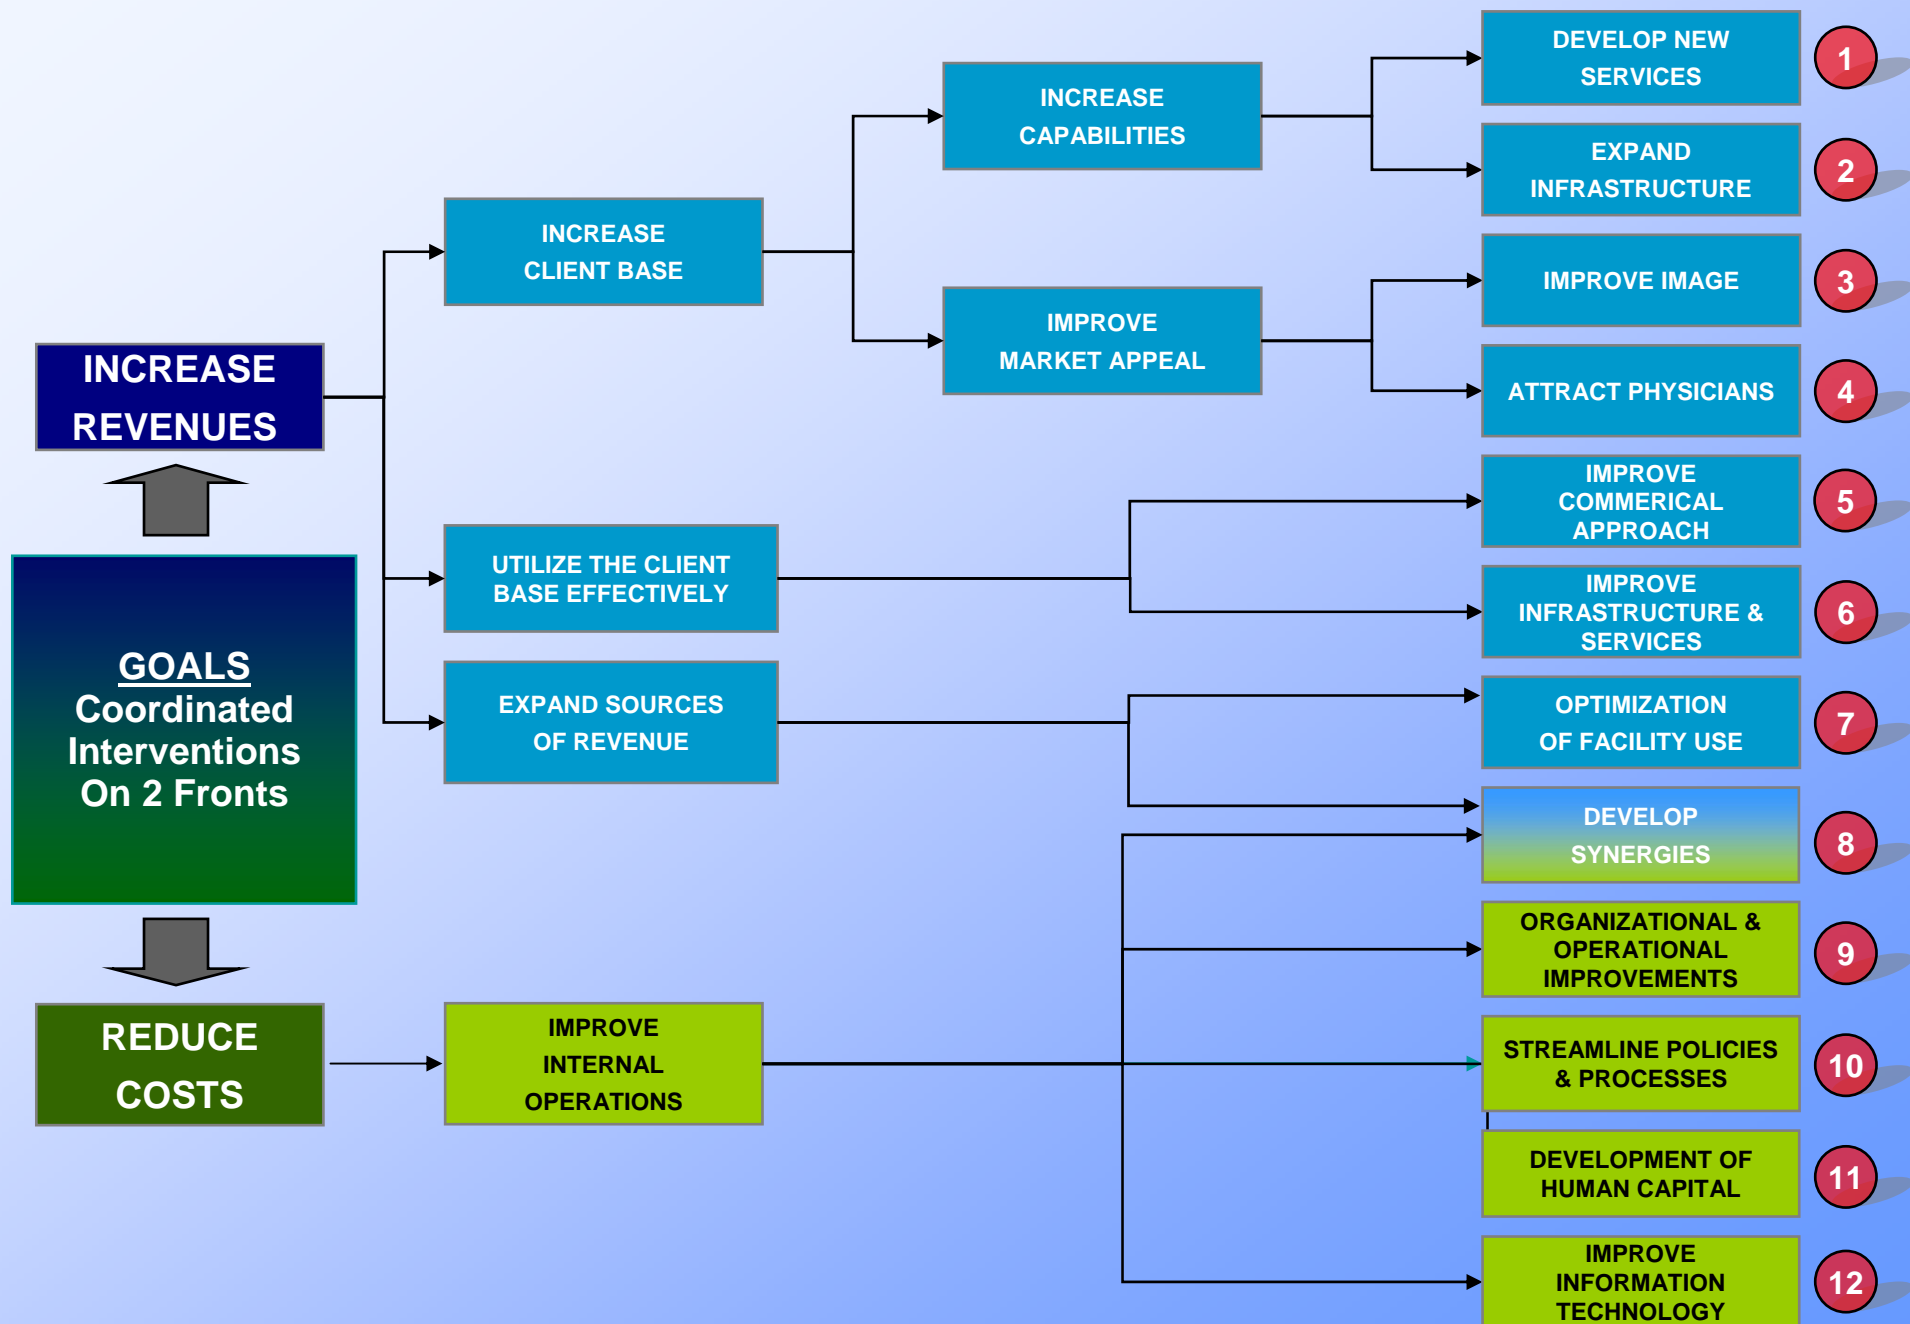 DEVELOP NEW
SERVICES
1
INCREASE
CAPABILITIES
EXPAND
INFRASTRUCTURE
2
INCREASE
CLIENT BASE
IMPROVE IMAGE
3
IMPROVE
MARKET APPEAL
INCREASE
REVENUES
ATTRACT PHYSICIANS
4
IMPROVE
COMMERICAL
APPROACH
5
UTILIZE THE CLIENT
BASE EFFECTIVELY
IMPROVE
INFRASTRUCTURE &
SERVICES
6
GOALS
Coordinated
Interventions
On 2 Fronts
EXPAND SOURCES
OF REVENUE
OPTIMIZATION
OF FACILITY USE
7
DEVELOP
SYNERGIES
8
ORGANIZATIONAL &
OPERATIONAL
IMPROVEMENTS
9
REDUCE
COSTS
IMPROVE
INTERNAL
OPERATIONS
STREAMLINE POLICIES
& PROCESSES
10
DEVELOPMENT OF
HUMAN CAPITAL
11
IMPROVE
INFORMATION
TECHNOLOGY
12